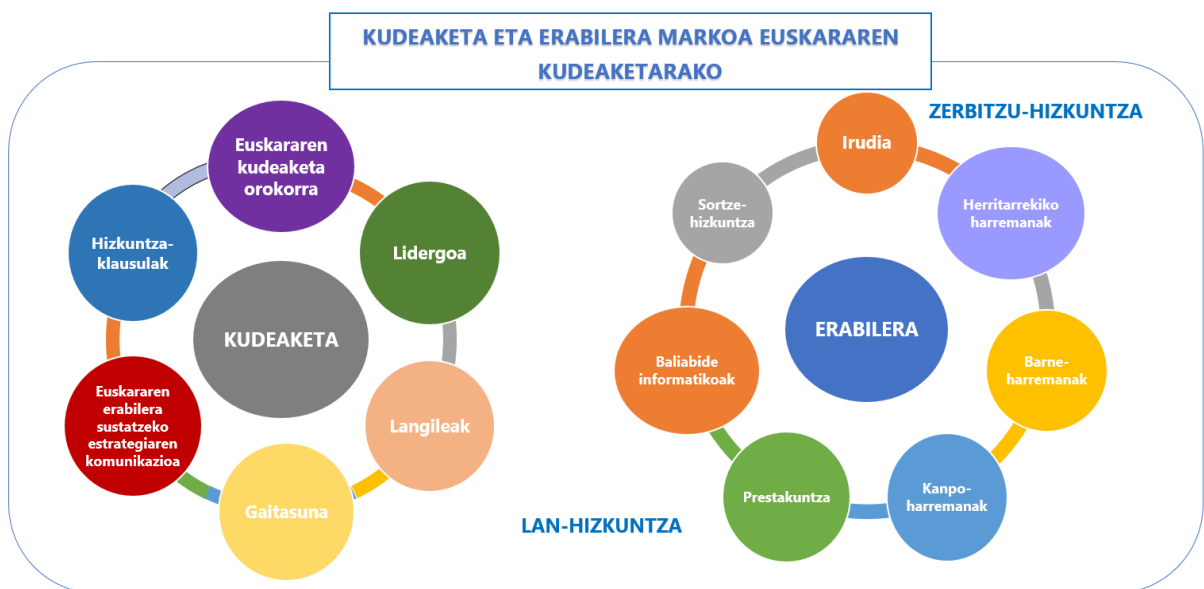 KUDEAKETA ETA ERABILERA MARKOA EUSKARAREN
KUDEAKETARAKO
Euskararen
kudeaketa
orokorra
Lidergoa
Langileak
Gaitasuna
Euskararen
erabilera
sustatzeko
estrategiaren
komunikazioa
Hizkuntza-
klausulak
KUDEAKETA
ZERBITZU-HIZKUNTZA
Irudia
Herritarrekiko
harremanak
Barne-
harremanak
Kanpo-
harremanak
Prestakuntza
Baliabide
informatikoak
Sortze-
hizkuntza
ERABILERA
LAN-HIZKUNTZA